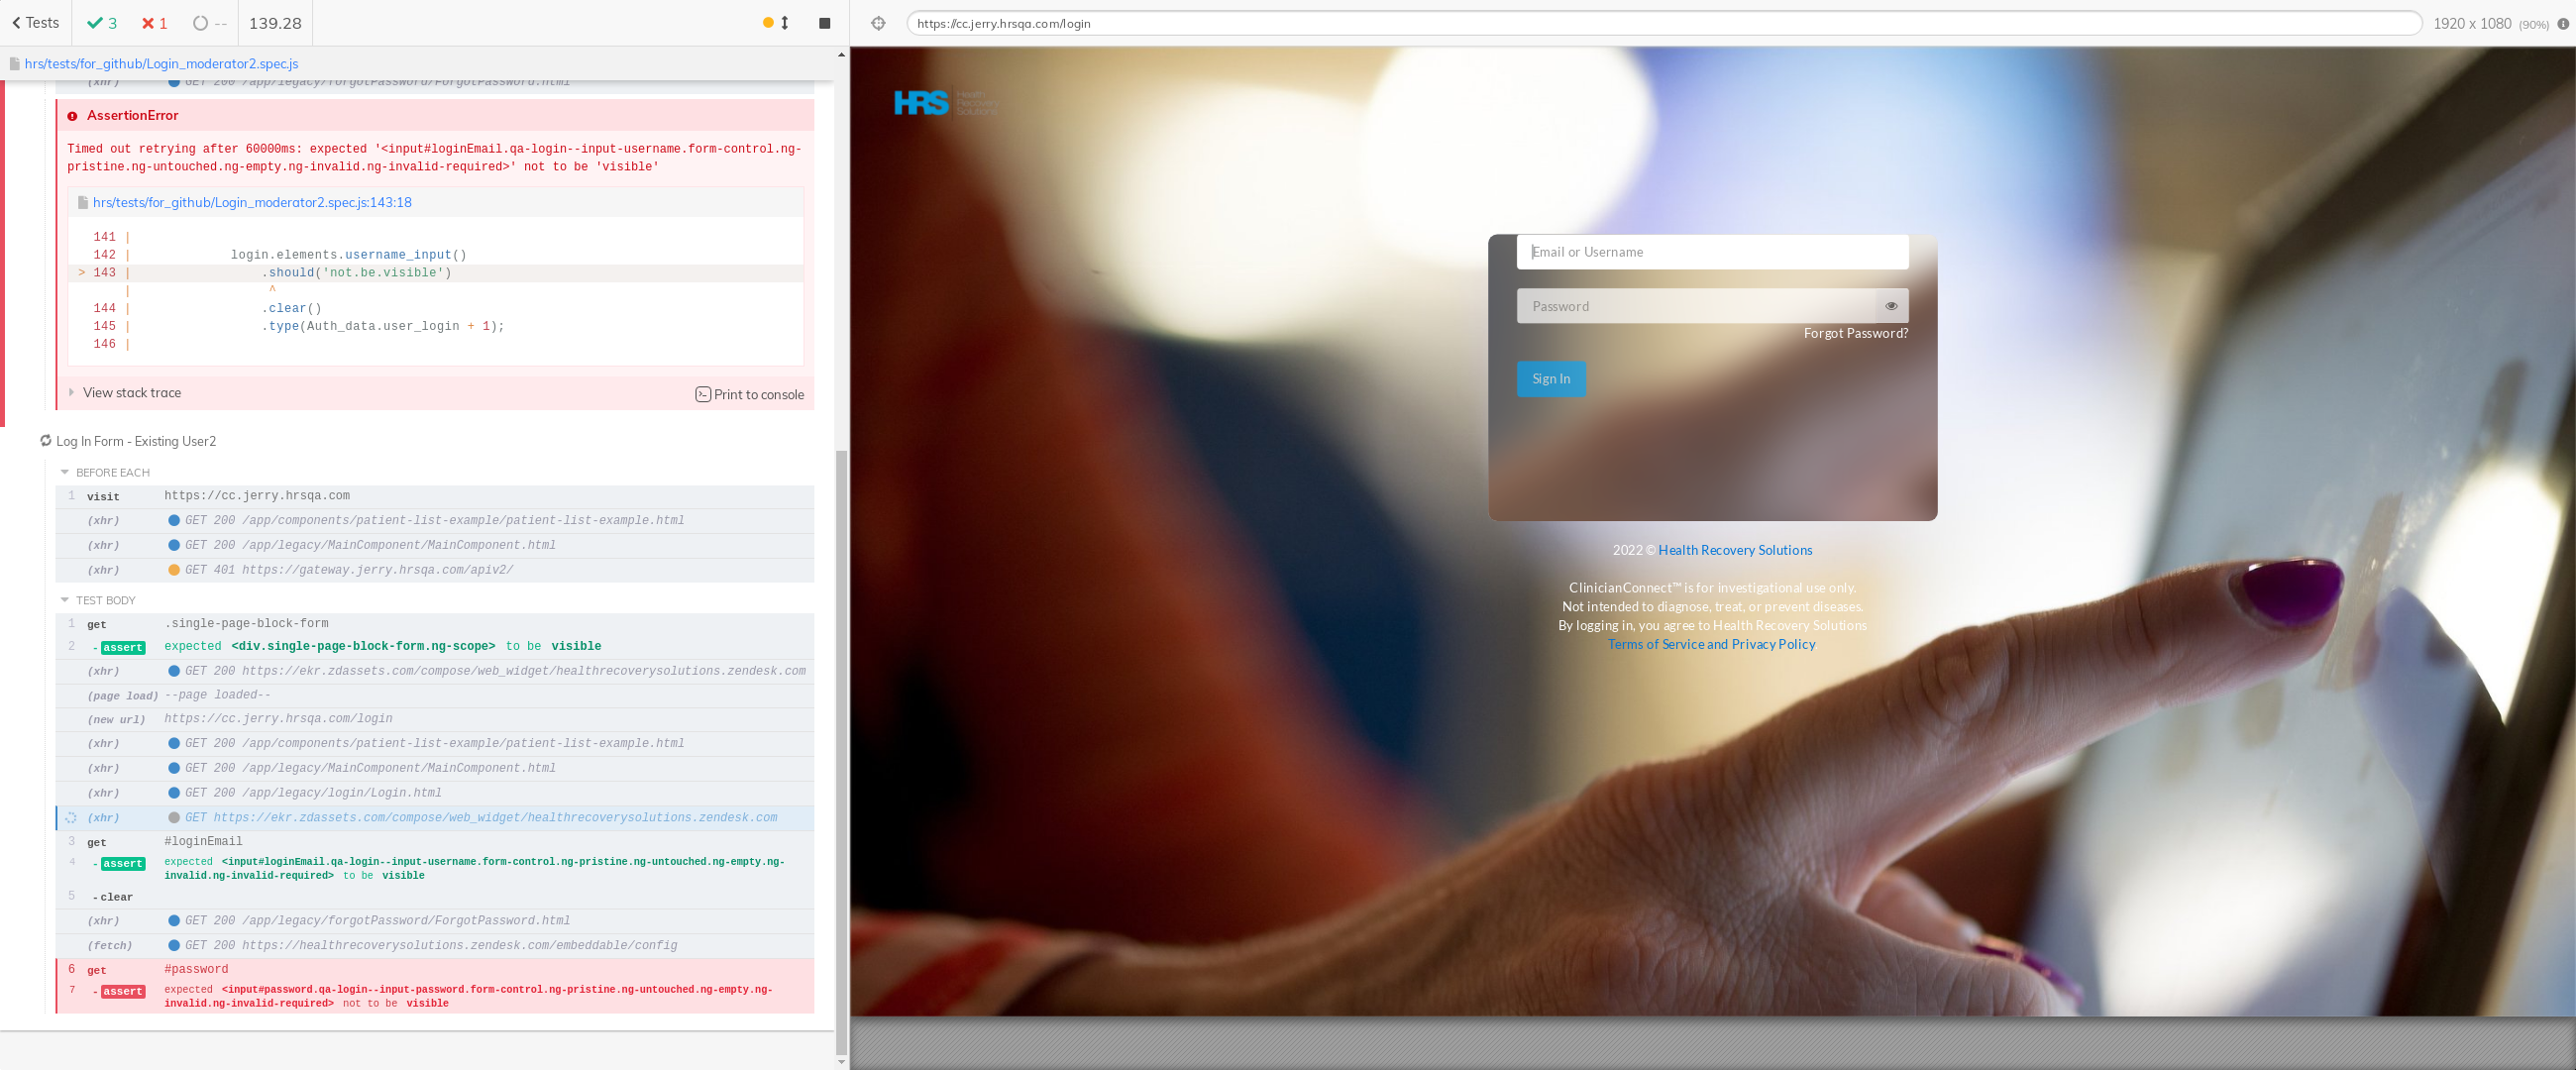 Tests 3 1 -- 139.28
https://cc.jerry.hrsqa.com/login
1920 x 1080 (90%)
hrs/tests/for_github/Login_moderator2.spec.js
(xhr) GET 200 /app/legacy/forgotPassword/ForgotPassword.html
AssertionError
Timed out retrying after 60000ms: expected '<input#loginEmail.qa-login--input-username.form-control.ng-
pristine.ng-untouched.ng-empty.ng-invalid.ng-invalid-required>' not to be 'visible'
hrs/tests/for_github/Login_moderator2.spec.js:143:18
141 |
142 | login.elements.username_input()
> 143 | .should('not.be.visible')
| ^
144 | .clear()
145 | .type(Auth_data.user_login + 1);
146 |
View stack trace
Print to console
Log In Form - Existing User2
BEFORE EACH
1 visit https://cc.jerry.hrsqa.com
(xhr) GET 200 /app/components/patient-list-example/patient-list-example.html
(xhr) GET 200 /app/legacy/MainComponent/MainComponent.html
(xhr) GET 401 https://gateway.jerry.hrsqa.com/apiv2/
TEST BODY
1 get .single-page-block-form
2 -assert expected <div.single-page-block-form.ng-scope> to be visible
(xhr) GET 200 https://ekr.zdassets.com/compose/web_widget/healthrecoverysolutions.zendesk.com
(page load) --page loaded--
(new url) https://cc.jerry.hrsqa.com/login
(xhr) GET 200 /app/components/patient-list-example/patient-list-example.html
(xhr) GET 200 /app/legacy/MainComponent/MainComponent.html
(xhr) GET 200 /app/legacy/login/Login.html
(xhr) GET https://ekr.zdassets.com/compose/web_widget/healthrecoverysolutions.zendesk.com
3 get #loginEmail
4 -assert expected <input#loginEmail.qa-login--input-username.form-control.ng-pristine.ng-untouched.ng-empty.ng-
invalid.ng-invalid-required> to be visible
5 -clear
(xhr) GET 200 /app/legacy/forgotPassword/ForgotPassword.html
(fetch) GET 200 https://healthrecoverysolutions.zendesk.com/embeddable/config
6 get #password
7 -assert expected <input#password.qa-login--input-password.form-control.ng-pristine.ng-untouched.ng-empty.ng-
invalid.ng-invalid-required> not to be visible
HRS
Health
Recovery
Solutions
Email or Username
Password
Forgot Password?
Sign In
2022 © Health Recovery Solutions
ClinicianConnect™ is for investigational use only.
Not intended to diagnose, treat, or prevent diseases.
By logging in, you agree to Health Recovery Solutions
Terms of Service and Privacy Policy